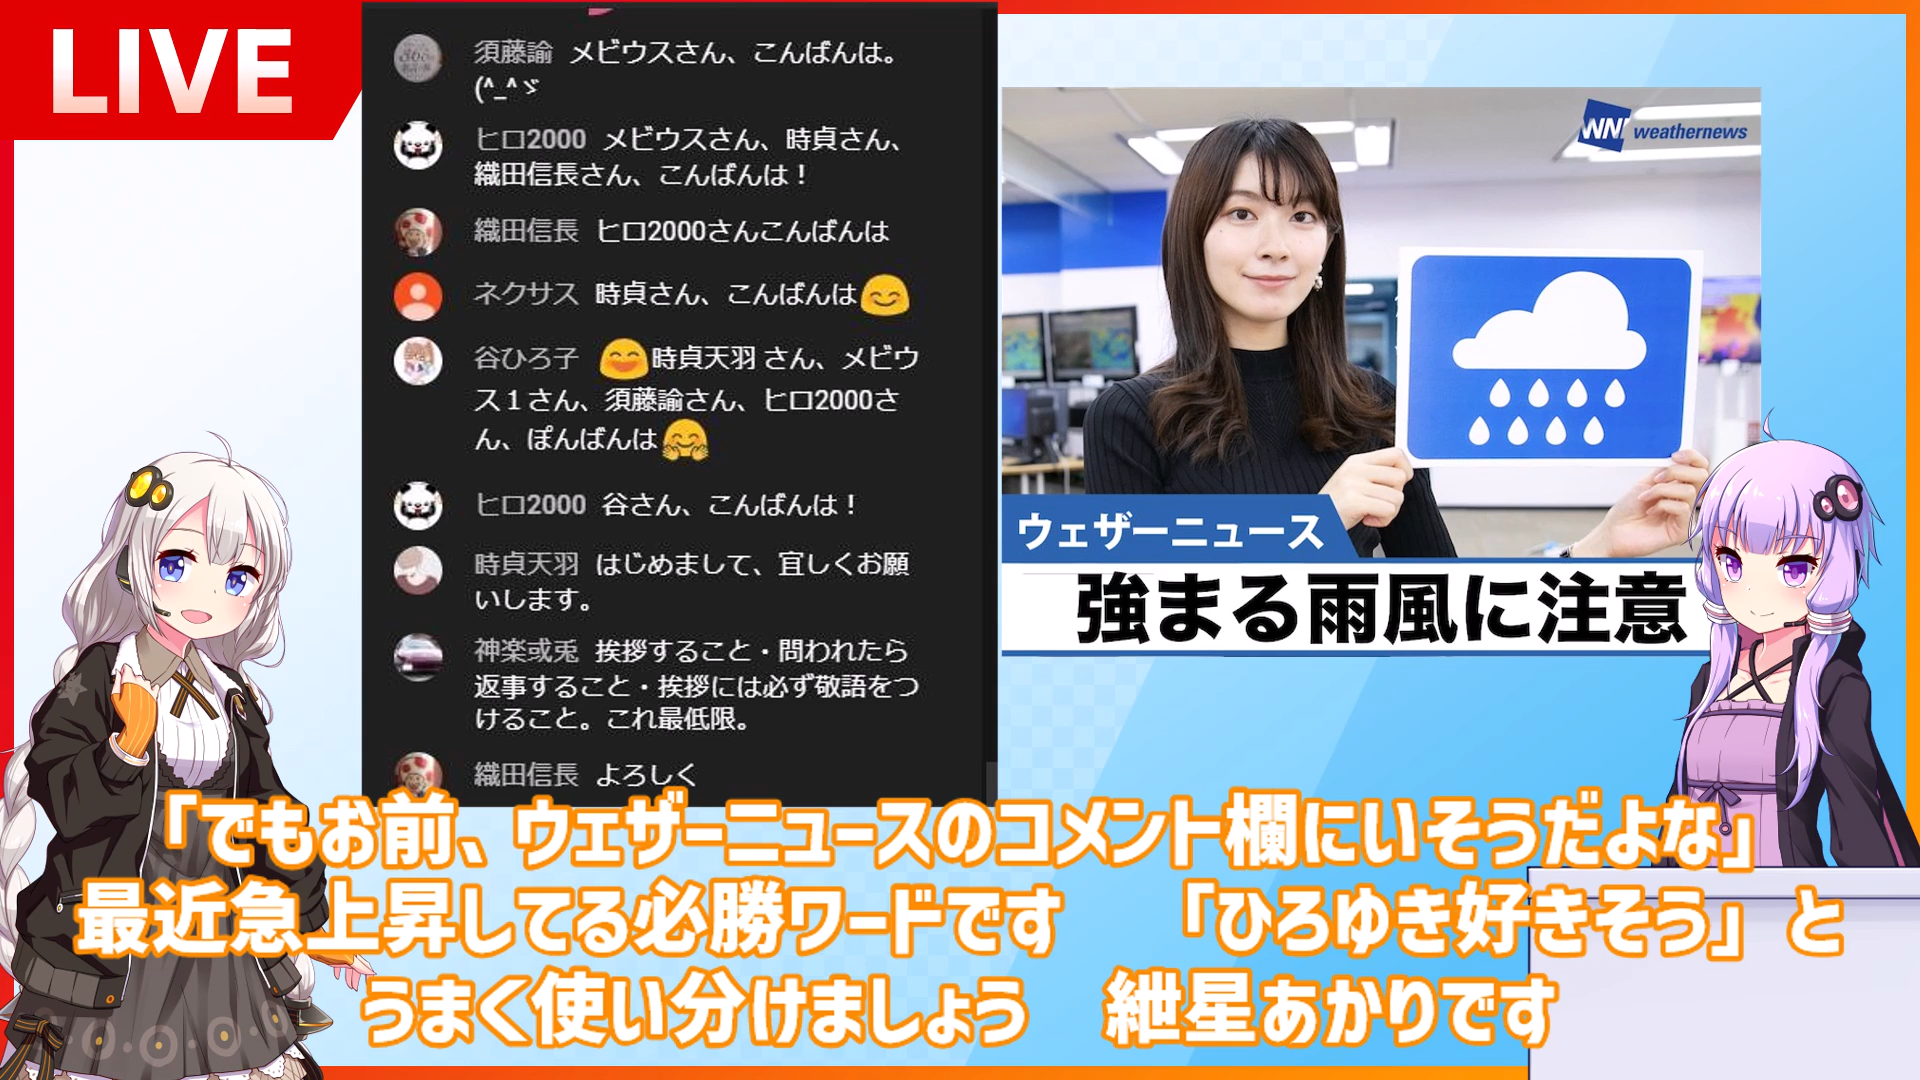 LIVE
須藤諭 メビウスさん、こんばんは。
(^_^ゞ
ヒロ2000 メビウスさん、時貞さん、
織田信長さん、こんばんは！
織田信長 ヒロ2000さんこんばんは
ネクサス 時貞さん、こんばんは😊
谷ひろ子 😊時貞天羽 さん、メビウ
ス１さん、須藤諭さん、ヒロ2000さ
ん、ぽんばんは🤗
ヒロ2000 谷さん、こんばんは！
時貞天羽 はじめまして、宜しくお願
いします。
神楽或兎 挨拶すること・問われたら
返事すること・挨拶には必ず敬語をつ
けること。これ最低限。
織田信長 よろしく
WN weathernews
ウェザーニュース
強まる雨風に注意
「でもお前、ウェザーニュースのコメント欄にいそうだよな」
最近急上昇してる必勝ワードです 「ひろゆき好きそう」と
うまく使い分けましょう 紲星あかりです